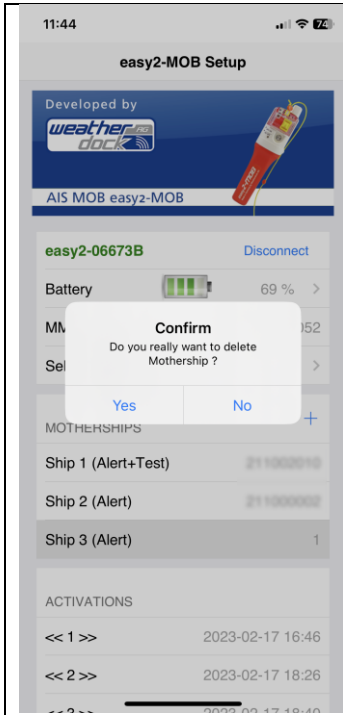 11:44
74
easy2-MOB Setup
Developed by
weather AG
dock
AIS MOB easy2-MOB
easy2-06673B Disconnect
Battery 69 %
MM 052
Confirm
Do you really want to delete
Mothership ?
Sel
Yes No
MOTHERSHIPS
Ship 1 (Alert+Test)
Ship 2 (Alert)
Ship 3 (Alert) 1
ACTIVATIONS
<< 1 >> 2023-02-17 16:46
<< 2 >> 2023-02-17 18:26